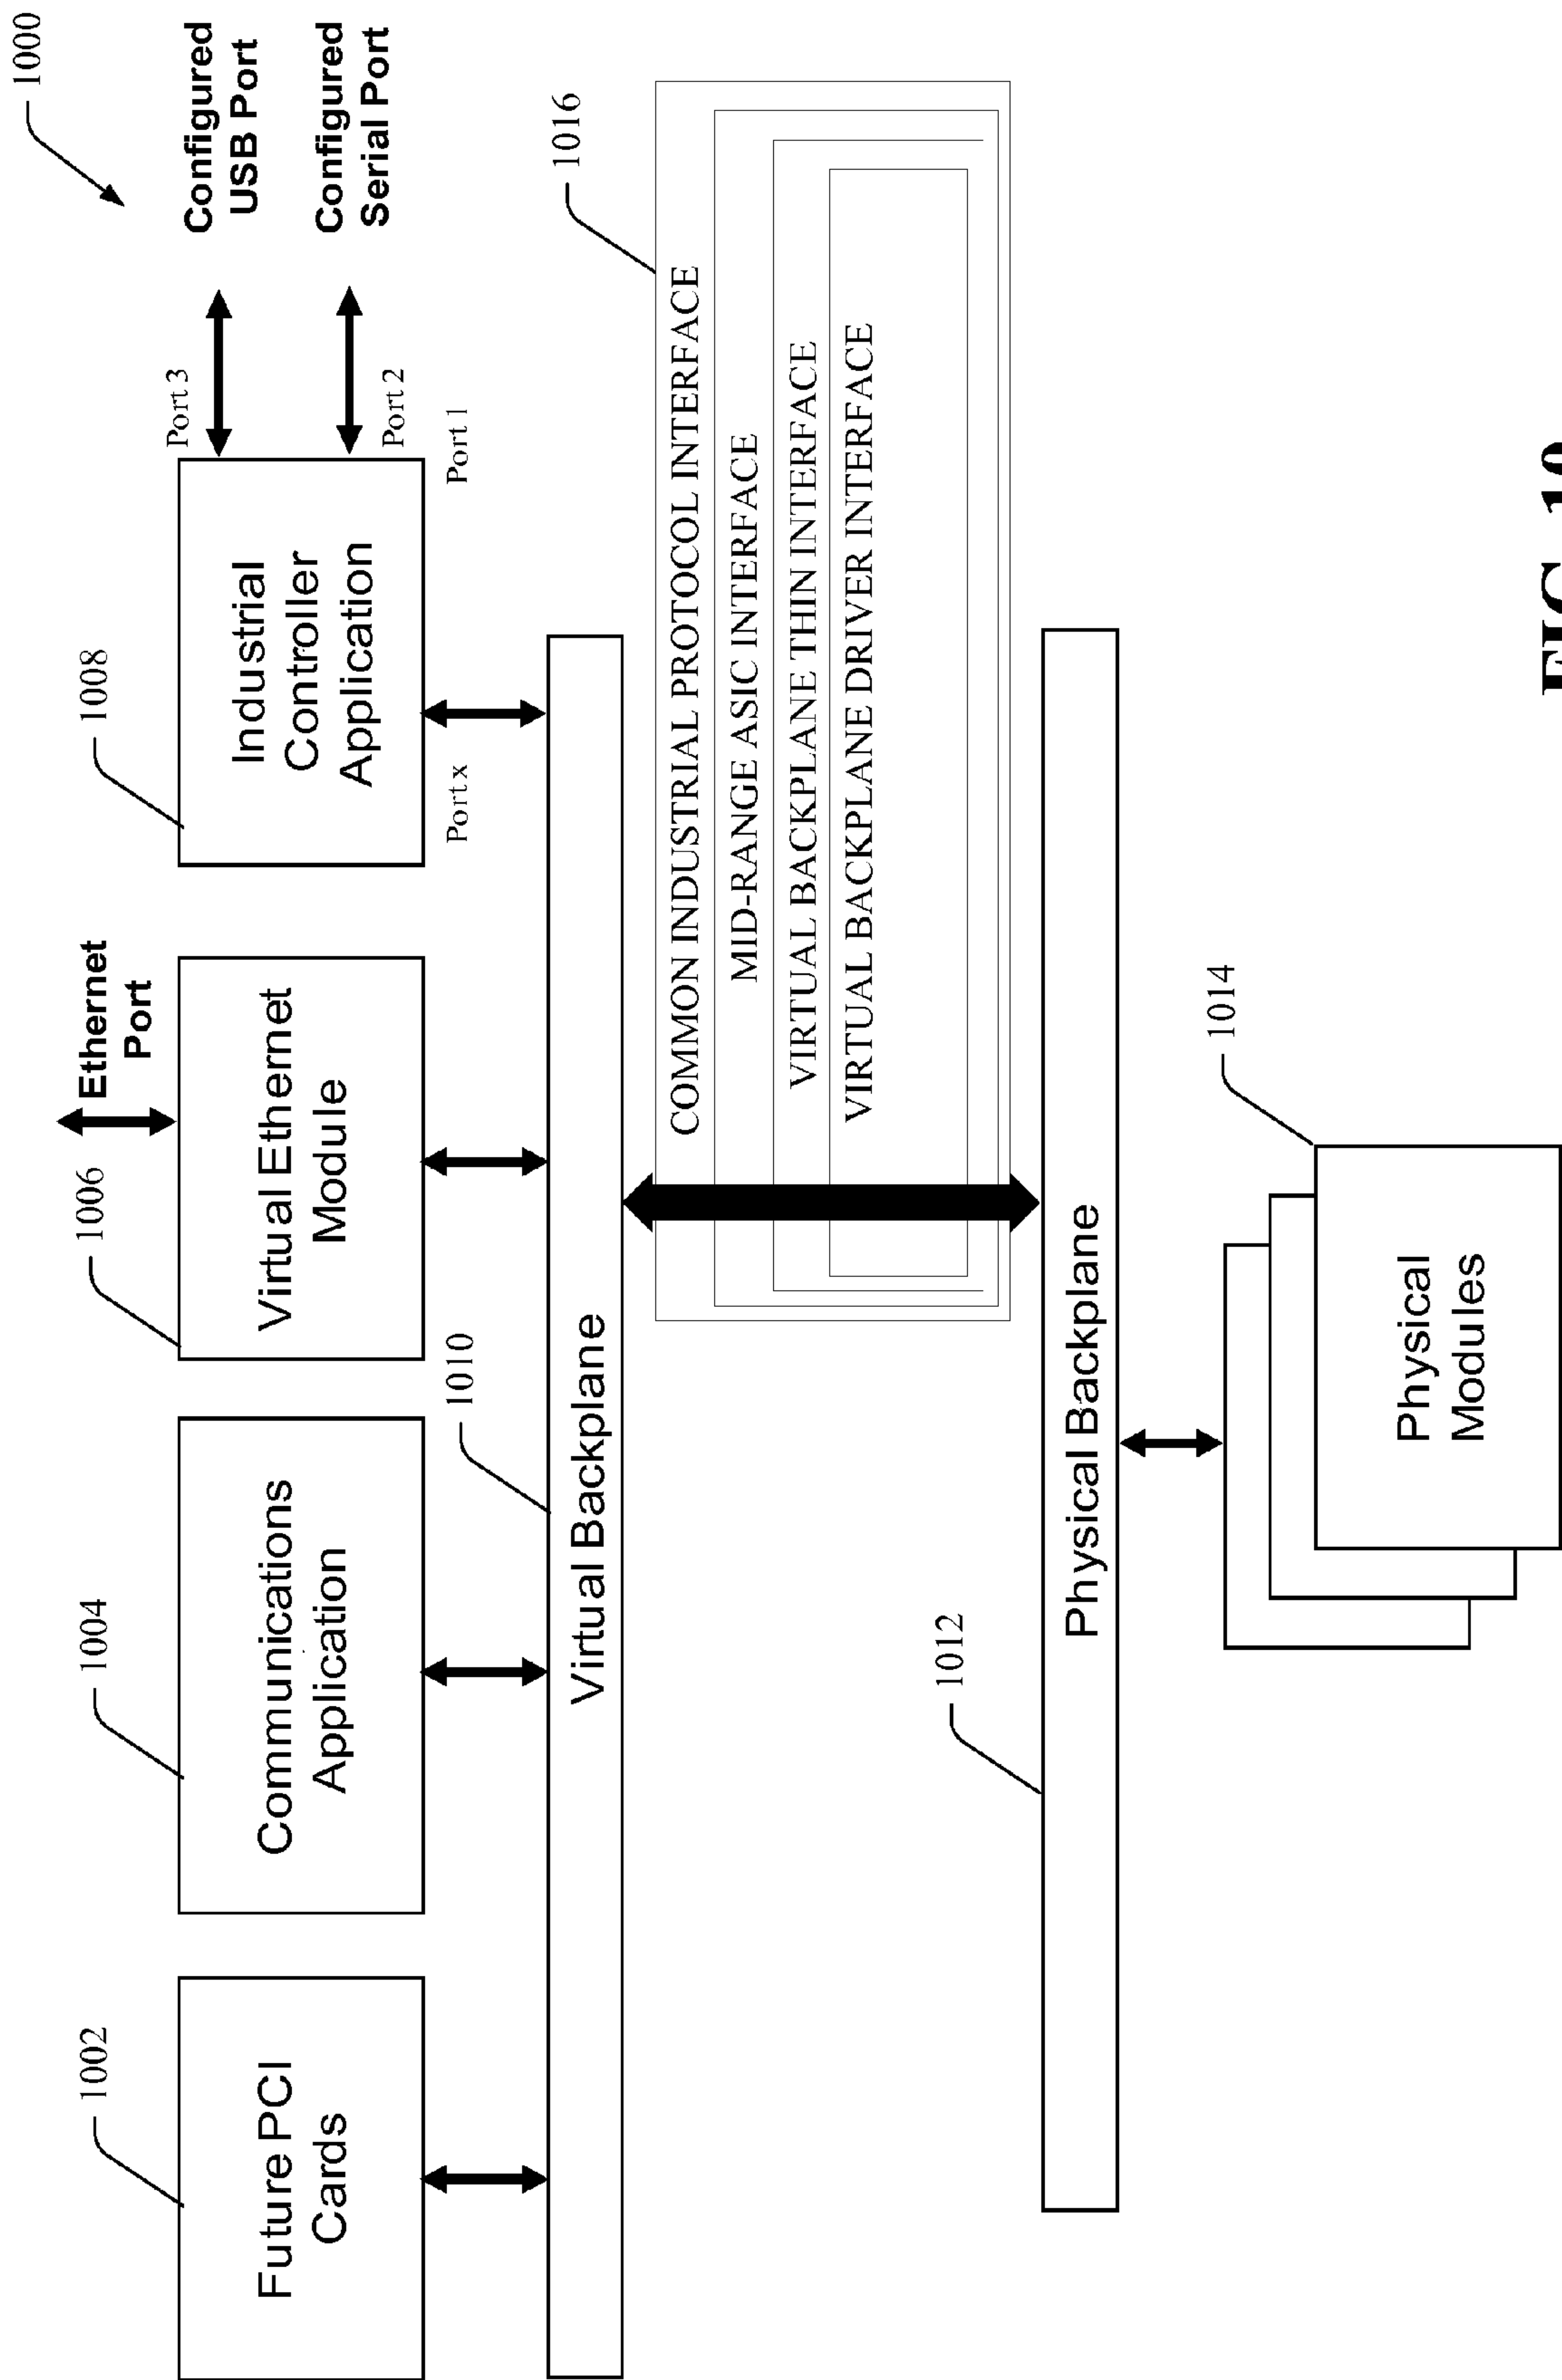 1000
Configured
USB Port
Configured
Serial Port
Port 3
Port 2
Port 1
Port x
1008
Industrial
Controller
Application
Ethernet
Port
1006
Virtual Ethernet
Module
1004
Communications
Application
1002
Future PCI
Cards
1010
Virtual Backplane
1016
COMMON INDUSTRIAL PROTOCOL INTERFACE
MID-RANGE ASIC INTERFACE
VIRTUAL BACKPLANE THIN INTERFACE
VIRTUAL BACKPLANE DRIVER INTERFACE
1012
Physical Backplane
1014
Physical
Modules
FIG. 10